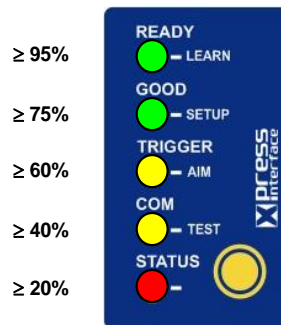 READY
≥ 95% – LEARN
GOOD
≥ 75% – SETUP
TRIGGER
≥ 60% – AIM
COM
≥ 40% – TEST
STATUS
≥ 20% –
Xpress
interface